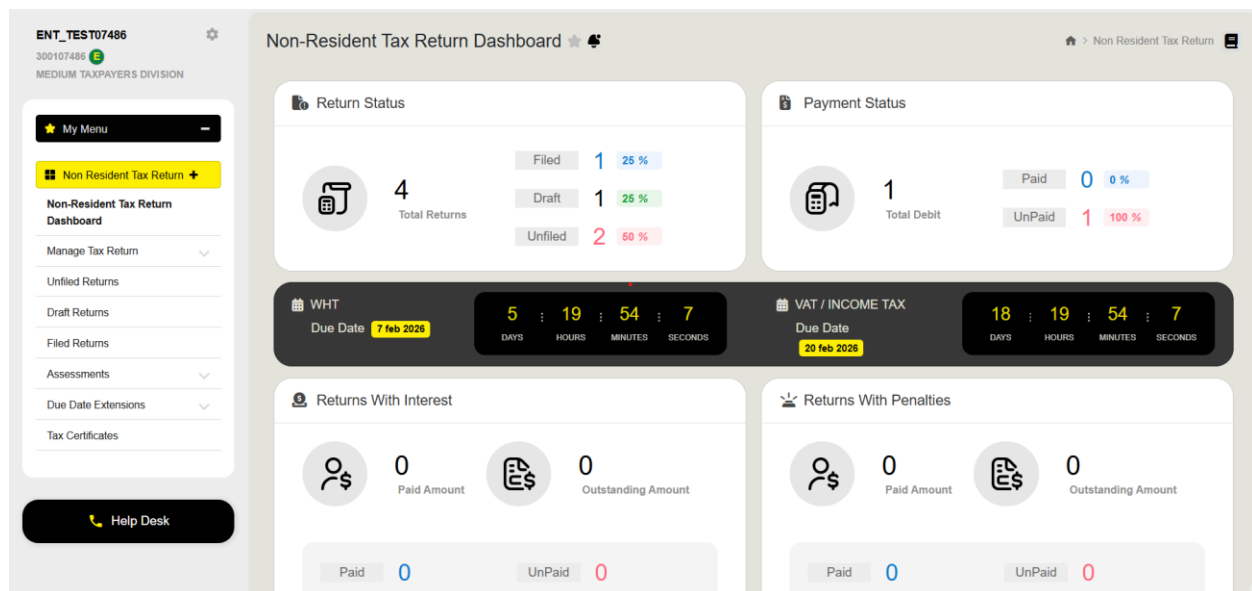 ENT_TEST07486
300107486 E
MEDIUM TAXPAYERS DIVISION
My Menu
Non Resident Tax Return
Non-Resident Tax Return
Dashboard
Manage Tax Return
Unfiled Returns
Draft Returns
Filed Returns
Assessments
Due Date Extensions
Tax Certificates
Help Desk
Non-Resident Tax Return Dashboard
> Non Resident Tax Return
Return Status
4
Total Returns
Filed 1 25 %
Draft 1 25 %
Unfiled 2 50 %
Payment Status
1
Total Debit
Paid 0 0 %
UnPaid 1 100 %
WHT
Due Date 7 feb 2026
5 : 19 : 54 : 7
DAYS HOURS MINUTES SECONDS
VAT / INCOME TAX
Due Date
20 feb 2026
18 : 19 : 54 : 7
DAYS HOURS MINUTES SECONDS
Returns With Interest
0
Paid Amount
0
Outstanding Amount
Paid 0 UnPaid 0
Returns With Penalties
0
Paid Amount
0
Outstanding Amount
Paid 0 UnPaid 0